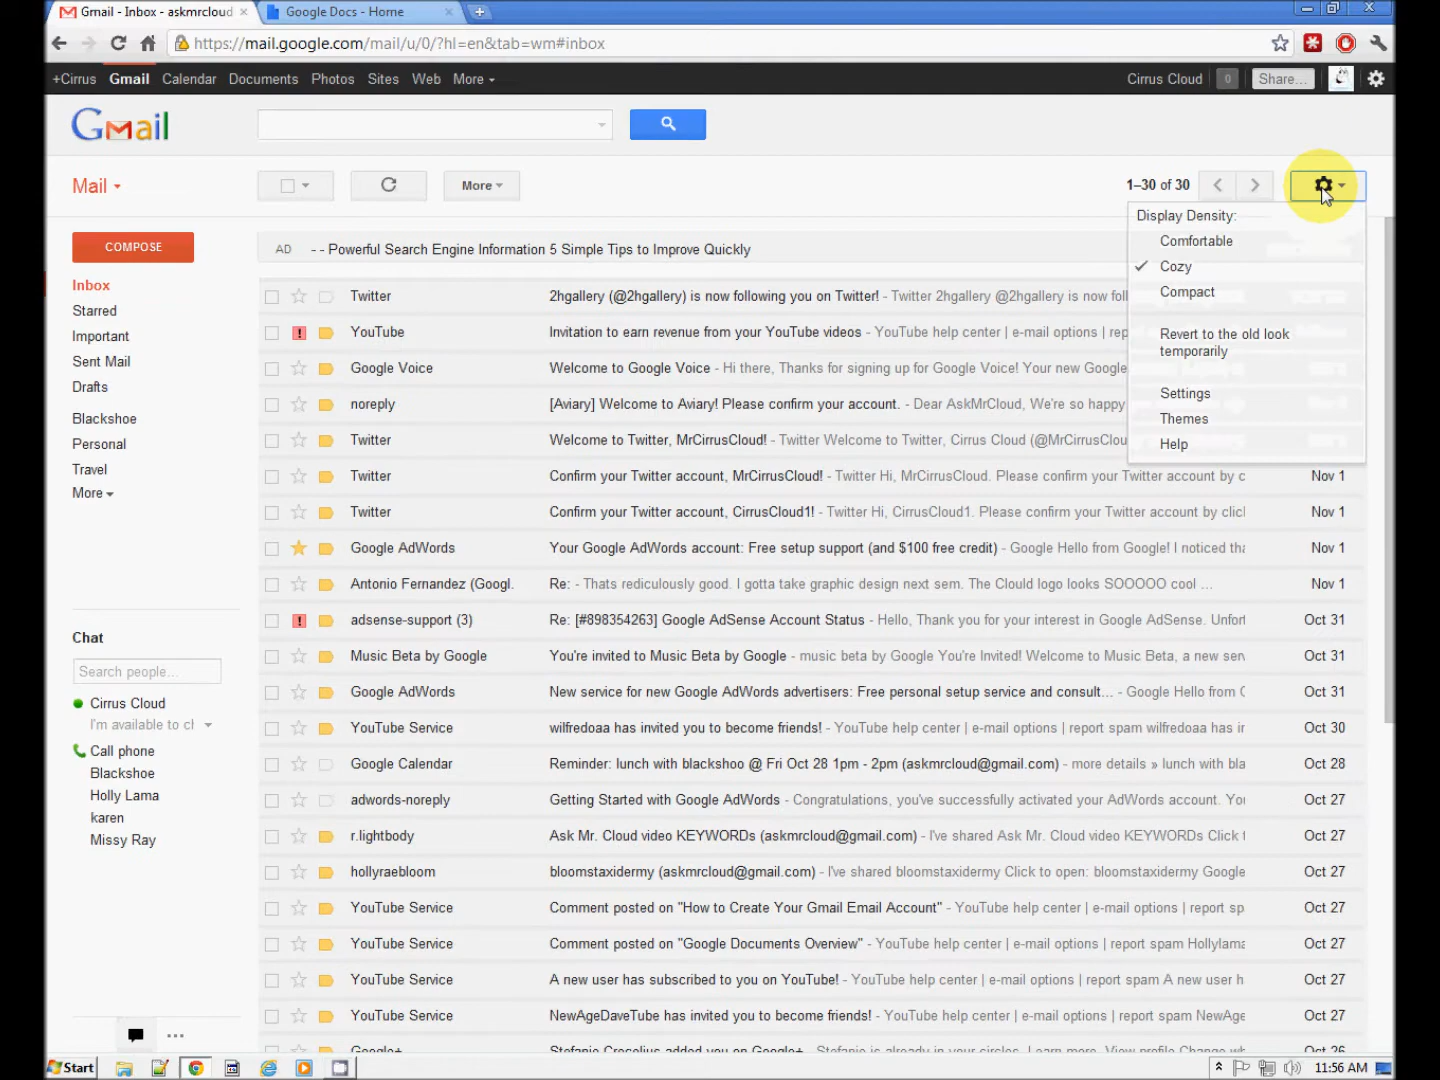 Gmail - Inbox - askmrcloud × Google Docs - Home ×
https://mail.google.com/mail/u/0/?hl=en&tab=wm#inbox
+Cirrus Gmail Calendar Documents Photos Sites Web More Cirrus Cloud 0 Share...
Gmail
Mail More 1–30 of 30
Display Density:
Comfortable
Cozy
Compact
Revert to the old look
temporarily
Settings
Themes
Help
COMPOSE
Inbox
Starred
Important
Sent Mail
Drafts
Blackshoe
Personal
Travel
More
Chat
Search people...
Cirrus Cloud
I'm available to cl
Call phone
Blackshoe
Holly Lama
karen
Missy Ray
AD - - Powerful Search Engine Information 5 Simple Tips to Improve Quickly
Twitter 2hgallery (@2hgallery) is now following you on Twitter! - Twitter 2hgallery @2hgallery is now fol
YouTube Invitation to earn revenue from your YouTube videos - YouTube help center | e-mail options | rep
Google Voice Welcome to Google Voice - Hi there, Thanks for signing up for Google Voice! Your new Google
noreply [Aviary] Welcome to Aviary! Please confirm your account. - Dear AskMrCloud, We're so happy
Twitter Welcome to Twitter, MrCirrusCloud! - Twitter Welcome to Twitter, Cirrus Cloud (@MrCirrusCloud)
Twitter Confirm your Twitter account, MrCirrusCloud! - Twitter Hi, MrCirrusCloud. Please confirm your Twitter account by c Nov 1
Twitter Confirm your Twitter account, CirrusCloud1! - Twitter Hi, CirrusCloud1. Please confirm your Twitter account by click Nov 1
Google AdWords Your Google AdWords account: Free setup support (and $100 free credit) - Google Hello from Google! I noticed tha Nov 1
Antonio Fernandez (Googl. Re: - Thats rediculously good. I gotta take graphic design next sem. The Clould logo looks SOOOOO cool ... Nov 1
adsense-support (3) Re: [#898354263] Google AdSense Account Status - Hello, Thank you for your interest in Google AdSense. Unfort Oct 31
Music Beta by Google You're invited to Music Beta by Google - music beta by Google You're Invited! Welcome to Music Beta, a new serv Oct 31
Google AdWords New service for new Google AdWords advertisers: Free personal setup service and consult... - Google Hello from G Oct 31
YouTube Service wilfredoaa has invited you to become friends! - YouTube help center | e-mail options | report spam wilfredoaa has in Oct 30
Google Calendar Reminder: lunch with blackshoo @ Fri Oct 28 1pm - 2pm (askmrcloud@gmail.com) - more details » lunch with bla Oct 28
adwords-noreply Getting Started with Google AdWords - Congratulations, you've successfully activated your AdWords account. Yo Oct 27
r.lightbody Ask Mr. Cloud video KEYWORDs (askmrcloud@gmail.com) - I've shared Ask Mr. Cloud video KEYWORDs Click t Oct 27
hollyraebloom bloomstaxidermy (askmrcloud@gmail.com) - I've shared bloomstaxidermy Click to open: bloomstaxidermy Google Oct 27
YouTube Service Comment posted on "How to Create Your Gmail Email Account" - YouTube help center | e-mail options | report sp Oct 27
YouTube Service Comment posted on "Google Documents Overview" - YouTube help center | e-mail options | report spam Hollylama Oct 27
YouTube Service A new user has subscribed to you on YouTube! - YouTube help center | e-mail options | report spam A new user h Oct 27
YouTube Service NewAgeDaveTube has invited you to become friends! - YouTube help center | e-mail options | report spam NewAge Oct 27
Google+ Stefanie Crecelius added you on Google+ - Stefanie is already in your circles. Learn more. View profile Change wh Oct 26
Start 11:56 AM